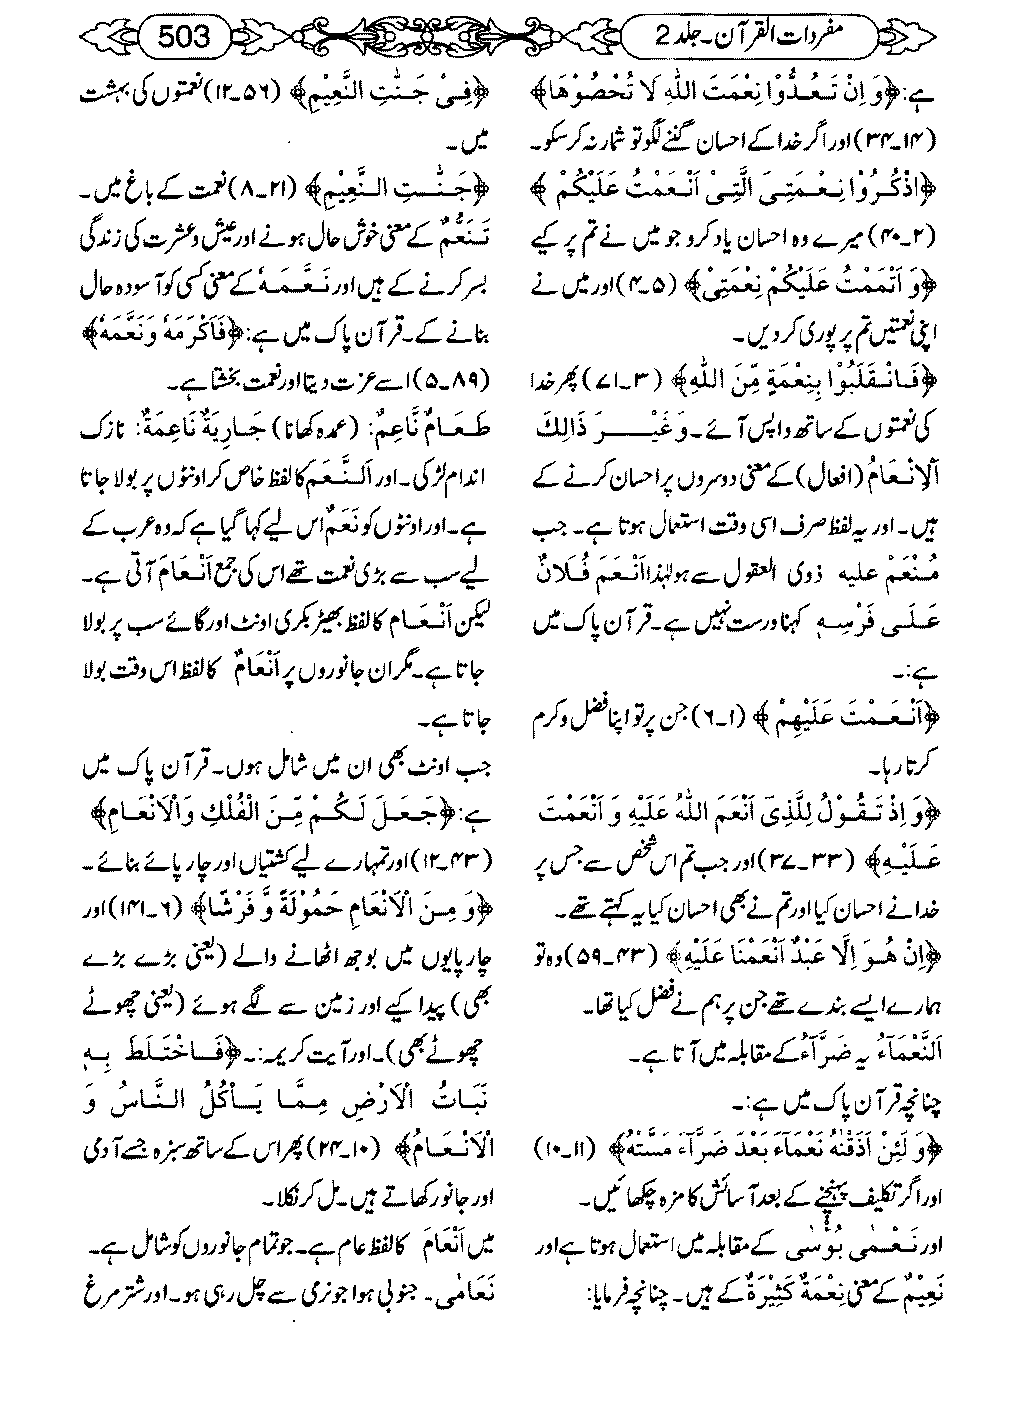 مفردات القرآن۔جلد 2
503
ہے:﴿وَ اِنْ تَعُدُّوْا نِعْمَتَ اللّٰهِ لَا تُحْصُوْهَا﴾
(۱۴۔۳۴) اور اگر خدا کے احسان گننے لگو تو شمار نہ کر سکو۔
﴿اذْكُرُوْا نِعْمَتِيَ الَّتِيْ اَنْعَمْتُ عَلَيْكُمْ﴾
(۲۔۴۰) میرے وہ احسان یاد کرو جو میں نے تم پر کیے
﴿وَ اَتْمَمْتُ عَلَيْكُمْ نِعْمَتِيْ﴾ (۵۔۴) اور میں نے
اپنی نعمتیں تم پر پوری کر دیں۔
﴿فَانْقَلَبُوْا بِنِعْمَةٍ مِّنَ اللّٰهِ﴾ (۳۔۱۷) پھر خدا
کی نعمتوں کے ساتھ واپس آئے۔ وَغَيْرَ ذَالِكَ
اَلْاِنْعَامُ (افعال) کے معنی دوسروں پر احسان کرنے کے
ہیں۔ اور یہ لفظ صرف اسی وقت استعمال ہوتا ہے۔ جب
مُنْعَمْ علیہ ذوی العقول سے ہو لہٰذا اَنْعَمَ فُلَانٌ
عَلَى فَرْسِهٖ کہنا ورست نہیں ہے۔ قرآن پاک میں
ہے:۔
﴿اَنْعَمْتَ عَلَيْهِمْ﴾ (۱۔۶) جن پر تو اپنا فضل و کرم
کرتا رہا۔
﴿وَ اِذْ تَقُوْلُ لِلَّذِيْ اَنْعَمَ اللّٰهُ عَلَيْهِ وَ اَنْعَمْتَ
عَلَيْهِ﴾ (۳۳۔۳۷) اور جب تم اس شخص سے جس پر
خدا نے احسان کیا اور تم نے بھی احسان کیا یہ کہتے تھے۔
﴿اِنْ هُوَ اِلَّا عَبْدٌ اَنْعَمْنَا عَلَيْهِ﴾ (۴۳۔۵۹) وہ تو
ہمارے ایسے بندے تھے جن پر ہم نے فضل کیا تھا۔
اَلنَّعْمَاءُ یہ ضَرَّاءُ کے مقابلہ میں آتا ہے۔
چنانچہ قرآن پاک میں ہے:۔
﴿وَ لَئِنْ اَذَقْنٰهُ نَعْمَاءَ بَعْدَ ضَرَّآءَ مَسَّتْهُ﴾ (۱۱۔۱۰)
اور اگر تکلیف پہنچنے کے بعد آسائش کا مزہ چکھائیں۔
اور نَعْمٰی بُؤْسٰی کے مقابلہ میں استعمال ہوتا ہے اور
نَعِيْمٌ کے معنی نِعْمَةٌ كَثِيْرَةٌ کے ہیں۔ چنانچہ فرمایا:
﴿فِيْ جَنّٰتِ النَّعِيْمِ﴾ (۵۶۔۱۲) نعمتوں کی بہشت
میں۔
﴿جَنّٰتِ النَّعِيْمِ﴾ (۲۱۔۸) نعمت کے باغ میں۔
تَنَعُّمٌ کے معنی خوش حال ہونے اور عیش و عشرت کی زندگی
بسر کرنے کے ہیں اور نَعَّمَهٗ کے معنی کسی کو آسودہ حال
بنانے کے۔ قرآن پاک میں ہے:﴿فَاَكْرَمَهٗ وَنَعَّمَهٗ﴾
(۸۹۔۵) اسے عزت دیتا اور نعمت بخشتا ہے۔
طَعَامٌ نَّاعِمٌ: (عمدہ کھانا) جَارِيَةٌ نَاعِمَةٌ: نازک
اندام لڑکی۔ اور اَلنَّعَم کا لفظ خاص کر اونٹوں پر بولا جاتا
ہے۔ اور اونٹوں کو نَعَمٌ اس لیے کہا گیا ہے کہ وہ عرب کے
لیے سب سے بڑی نعمت تھے اس کی جمع اَنْعَام آتی ہے۔
لیکن اَنْعَام کا لفظ بھیڑ بکری اونٹ اور گائے سب پر بولا
جاتا ہے۔ مگر ان جانوروں پر اَنْعَامٌ کا لفظ اس وقت بولا
جاتا ہے۔
جب اونٹ بھی ان میں شامل ہوں۔ قرآن پاک میں
ہے:﴿جَعَلَ لَكُمْ مِّنَ الْفُلْكِ وَالْاَنْعَامِ﴾
(۴۳۔۱۲) اور تمہارے لیے کشتیاں اور چار پائے بنائے۔
﴿وَ مِنَ الْاَنْعَامِ حَمُوْلَةً وَّ فَرْشًا﴾ (۶۔۱۴۱) اور
چارپایوں میں بوجھ اٹھانے والے (یعنی بڑے بڑے
بھی) پیدا کیے اور زمین سے لگے ہوئے (یعنی چھوٹے
چھوٹے بھی)۔ اور آیت کریمہ:۔ ﴿فَاخْتَلَطَ بِهٖ
نَبَاتُ الْاَرْضِ مِمَّا يَاْكُلُ النَّاسُ وَ
الْاَنْعَامُ﴾ (۱۰۔۲۴) پھر اس کے ساتھ سبزہ جسے آدمی
اور جانور کھاتے ہیں۔ مل کر نکلا۔
میں اَنْعَام کا لفظ عام ہے۔ جو تمام جانوروں کو شامل ہے۔
نَعَامٰی۔ جنوبی ہوا جو نرمی سے چل رہی ہو۔ اور شتر مرغ